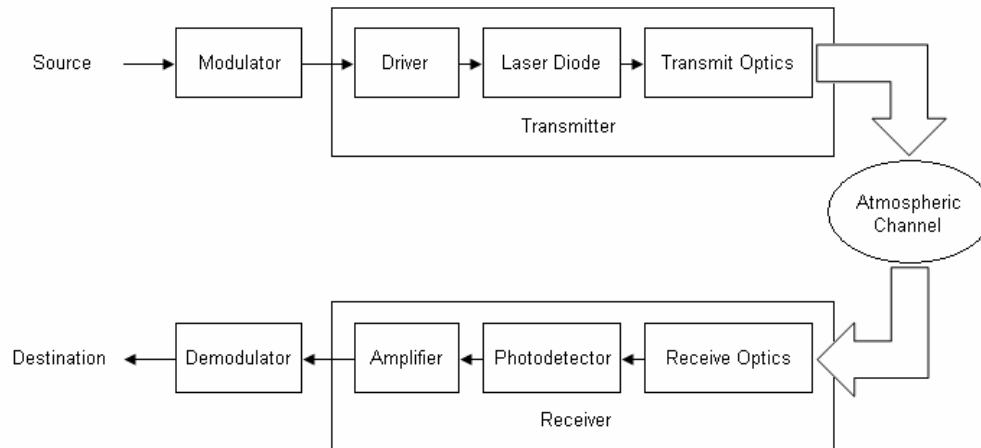 Source
Modulator
Driver
Laser Diode
Transmit Optics
Transmitter
Atmospheric
Channel
Destination
Demodulator
Amplifier
Photodetector
Receive Optics
Receiver